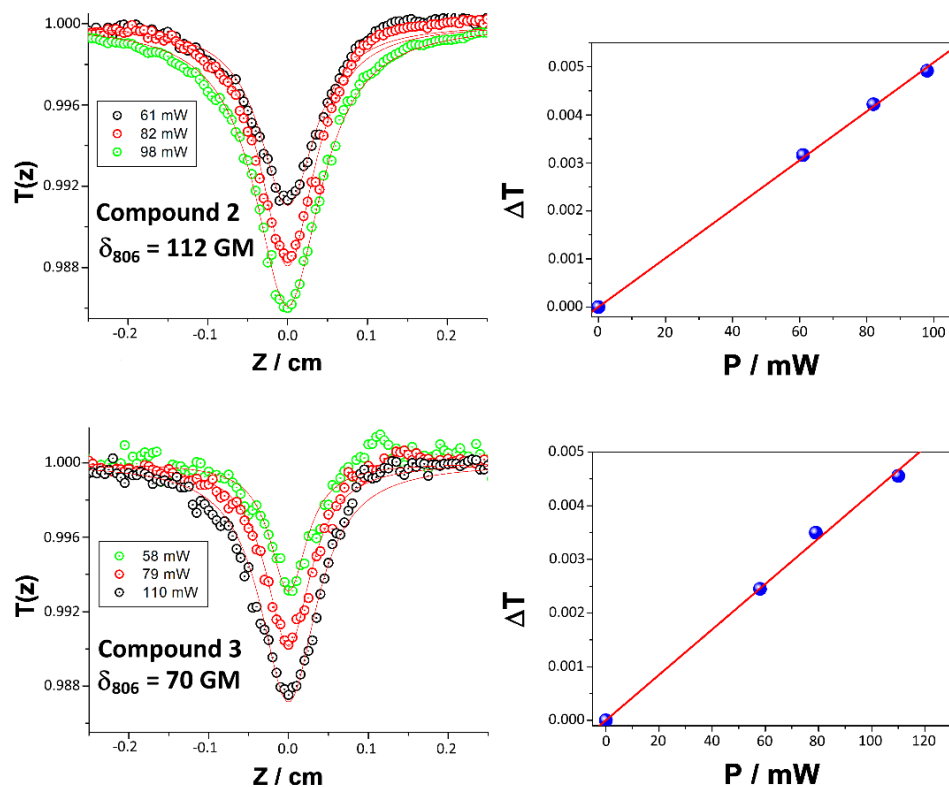 1.000
0.996
0.992
0.988
T(z)
61 mW
82 mW
98 mW
Compound 2
δ806 = 112 GM
-0.2 -0.1 0.0 0.1 0.2
Z / cm
0.005
0.004
0.003
0.002
0.001
0.000
ΔT
0 20 40 60 80 100
P / mW
1.000
0.996
0.992
0.988
T(z)
58 mW
79 mW
110 mW
Compound 3
δ806 = 70 GM
-0.2 -0.1 0.0 0.1 0.2
Z / cm
0.005
0.004
0.003
0.002
0.001
0.000
ΔT
0 20 40 60 80 100 120
P / mW